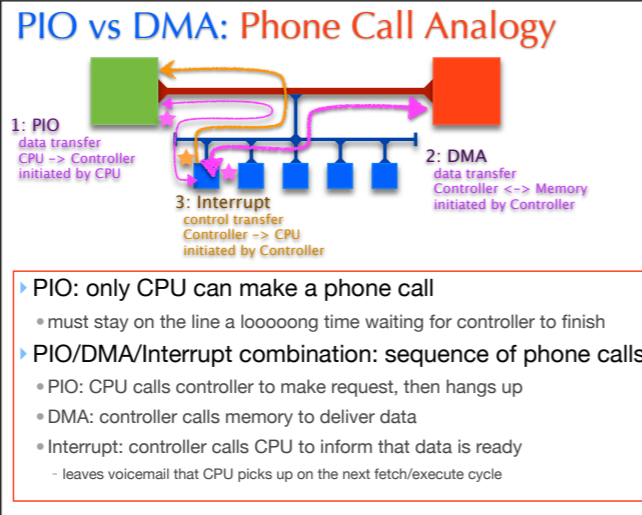 PIO vs DMA: Phone Call Analogy
1: PIO
data transfer
CPU -> Controller
initiated by CPU
2: DMA
data transfer
Controller <-> Memory
initiated by Controller
3: Interrupt
control transfer
Controller -> CPU
initiated by Controller
PIO: only CPU can make a phone call
• must stay on the line a looooong time waiting for controller to finish
PIO/DMA/Interrupt combination: sequence of phone calls
• PIO: CPU calls controller to make request, then hangs up
• DMA: controller calls memory to deliver data
• Interrupt: controller calls CPU to inform that data is ready
- leaves voicemail that CPU picks up on the next fetch/execute cycle